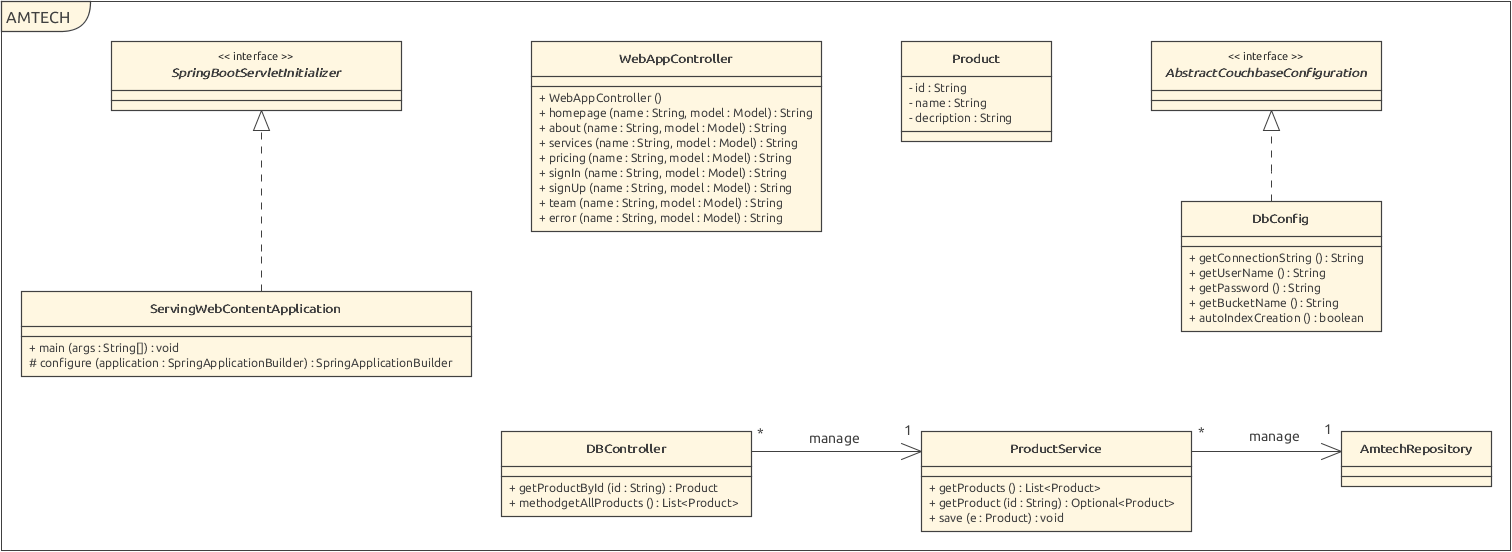 AMTECH
<< interface >>
SpringBootServletInitializer
WebAppController
+ WebAppController ()
+ homepage (name : String, model : Model) : String
+ about (name : String, model : Model) : String
+ services (name : String, model : Model) : String
+ pricing (name : String, model : Model) : String
+ signIn (name : String, model : Model) : String
+ signUp (name : String, model : Model) : String
+ team (name : String, model : Model) : String
+ error (name : String, model : Model) : String
Product
- id : String
- name : String
- decription : String
<< interface >>
AbstractCouchbaseConfiguration
DbConfig
+ getConnectionString () : String
+ getUserName () : String
+ getPassword () : String
+ getBucketName () : String
+ autoIndexCreation () : boolean
ServingWebContentApplication
+ main (args : String[]) : void
# configure (application : SpringApplicationBuilder) : SpringApplicationBuilder
DBController
+ getProductById (id : String) : Product
+ methodgetAllProducts () : List<Product>
*
manage
1
ProductService
+ getProducts () : List<Product>
+ getProduct (id : String) : Optional<Product>
+ save (e : Product) : void
*
manage
1
AmtechRepository